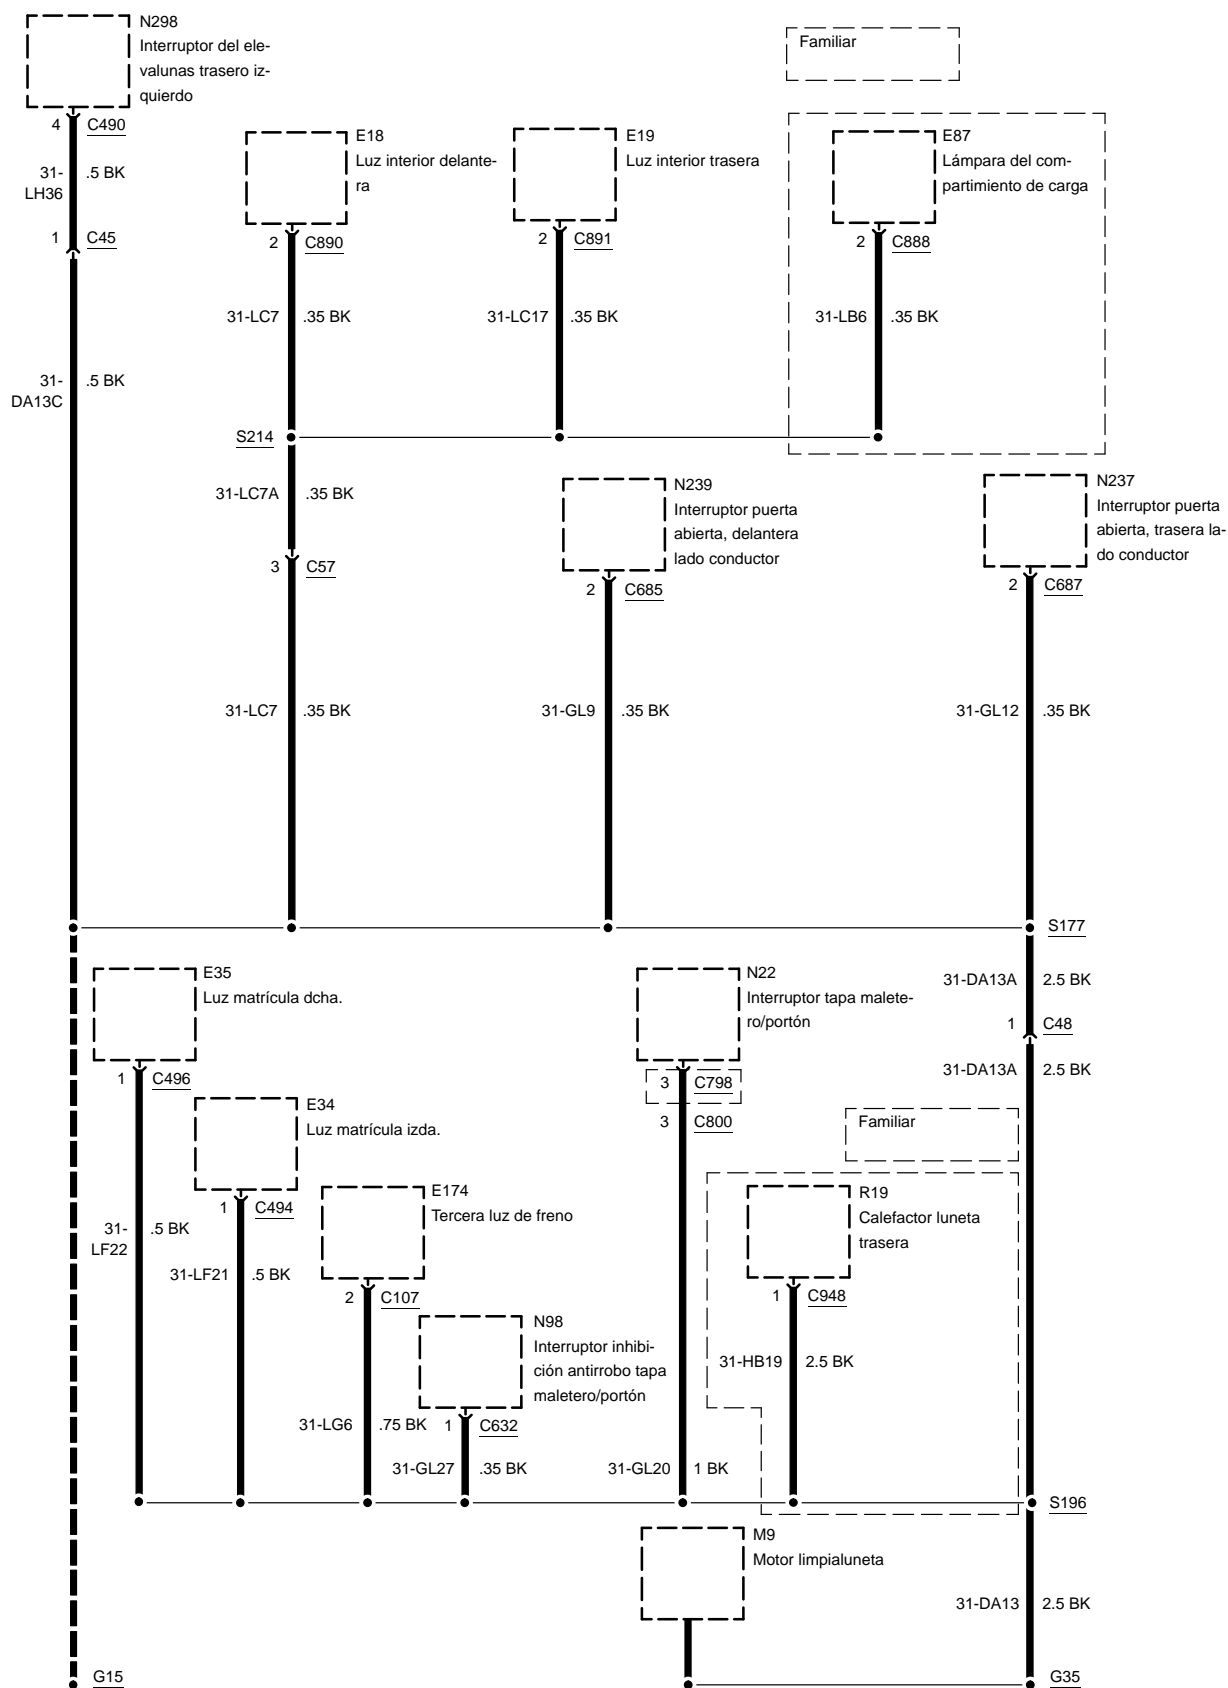 N298
Interruptor del ele-
valunas trasero iz-
quierdo
4 C490
31-
LH36
.5 BK
1 C45
31-
DA13C
.5 BK
Familiar
E18
Luz interior delante-
ra
2 C890
31-LC7 .35 BK
E19
Luz interior trasera
2 C891
31-LC17 .35 BK
E87
Lámpara del com-
partimiento de carga
2 C888
31-LB6 .35 BK
S214
31-LC7A .35 BK
3 C57
31-LC7 .35 BK
N239
Interruptor puerta
abierta, delantera
lado conductor
2 C685
31-GL9 .35 BK
N237
Interruptor puerta
abierta, trasera la-
do conductor
2 C687
31-GL12 .35 BK
S177
31-DA13A 2.5 BK
1 C48
31-DA13A 2.5 BK
E35
Luz matrícula dcha.
1 C496
31-
LF22
.5 BK
E34
Luz matrícula izda.
1 C494
31-LF21 .5 BK
E174
Tercera luz de freno
2 C107
31-LG6 .75 BK
N98
Interruptor inhibi-
ción antirrobo tapa
maletero/portón
1 C632
31-GL27 .35 BK
N22
Interruptor tapa malete-
ro/portón
3 C798
3 C800
31-GL20 1 BK
Familiar
R19
Calefactor luneta
trasera
1 C948
31-HB19 2.5 BK
S196
M9
Motor limpialuneta
31-DA13 2.5 BK
G15
G35